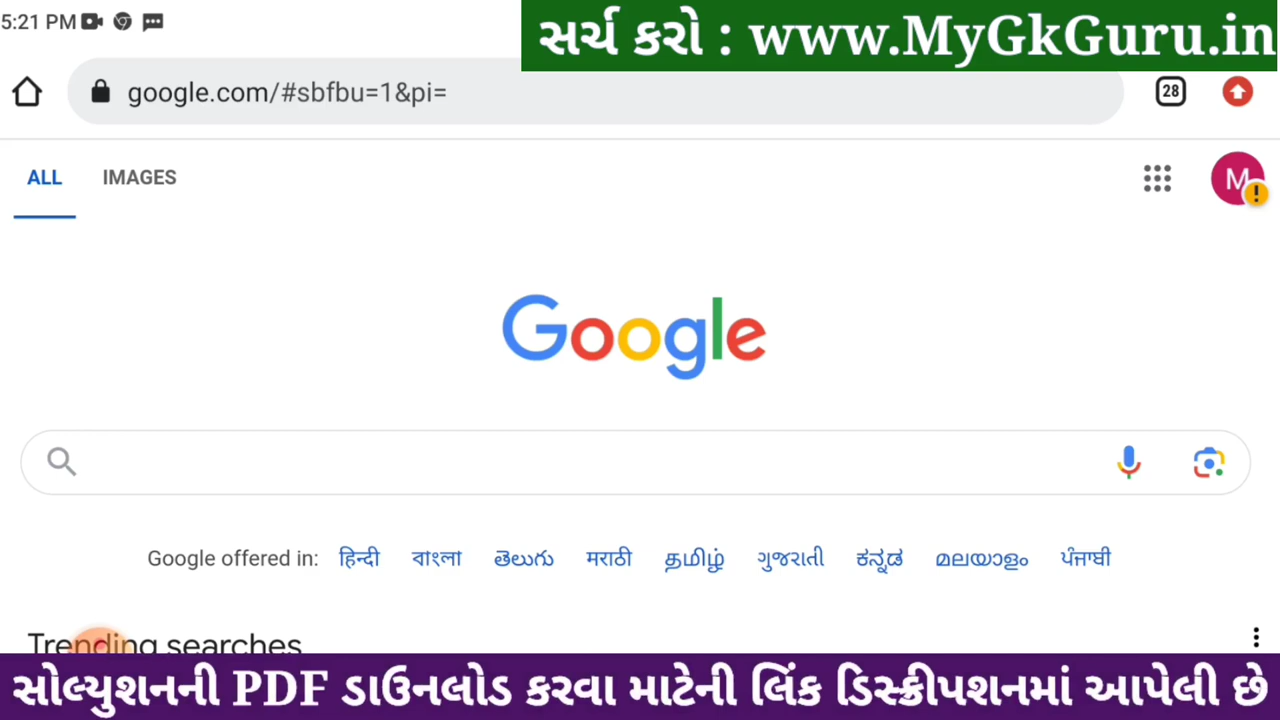 5:21 PM
સર્ચ કરો : www.MyGkGuru.in
google.com/#sbfbu=1&pi=
28
ALL IMAGES
M
Google
Google offered in: हिन्दी বাংলা తెలుగు मराठी தமிழ் ગુજરાતી ಕನ್ನಡ മലയാളം ਪੰਜਾਬੀ
Trending searches
સોલ્યુશનની PDF ડાઉનલોડ કરવા માટેની લિંક ડિસ્ક્રીપશનમાં આપેલી છે